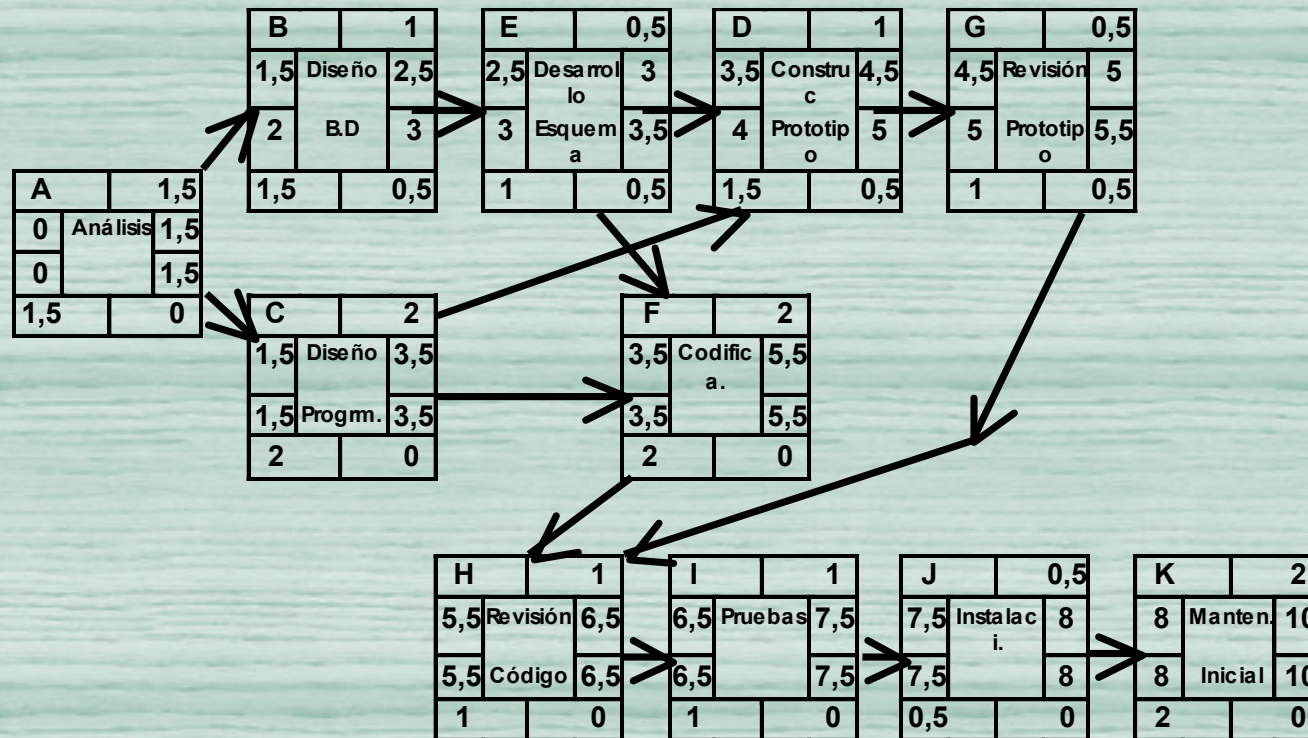 B 1
1,5 Diseño 2,5
2 B.D 3
1,5 0,5
E 0,5
2,5 Desarrol 3
lo
3 Esquem 3,5
a
1 0,5
D 1
3,5 Constru 4,5
c
4 Prototip 5
o
1,5 0,5
G 0,5
4,5 Revisión 5
5 Prototip 5,5
o
1 0,5
A 1,5
0 Análisis 1,5
0 1,5
1,5 0
C 2
1,5 Diseño 3,5
1,5 Progrm. 3,5
2 0
F 2
3,5 Codific 5,5
a.
3,5 5,5
2 0
H 1
5,5 Revisión 6,5
5,5 Código 6,5
1 0
I 1
6,5 Pruebas 7,5
6,5 7,5
1 0
J 0,5
7,5 Instalac 8
i.
7,5 8
0,5 0
K 2
8 Manten. 10
8 Inicial 10
2 0